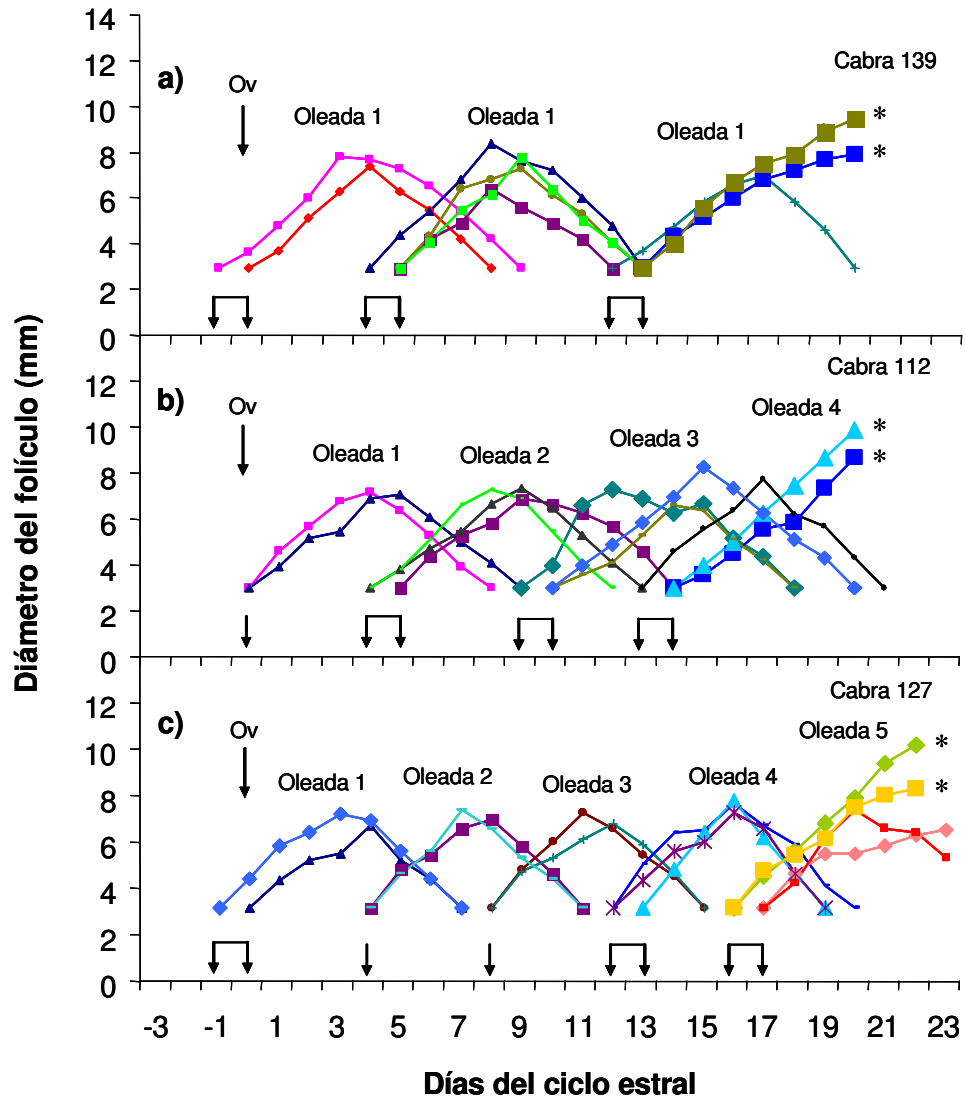 14
12
10
8
6
4
2
0
a)
Ov
Cabra 139
Oleada 1
Oleada 1
Oleada 1
*
*
12
10
8
6
4
2
0
b)
Ov
Cabra 112
Oleada 1
Oleada 2
Oleada 3
Oleada 4
*
*
12
10
8
6
4
2
0
c)
Ov
Cabra 127
Oleada 1
Oleada 2
Oleada 3
Oleada 4
Oleada 5
*
*
Diámetro del folículo (mm)
-3 -1 1 3 5 7 9 11 13 15 17 19 21 23
Días del ciclo estral